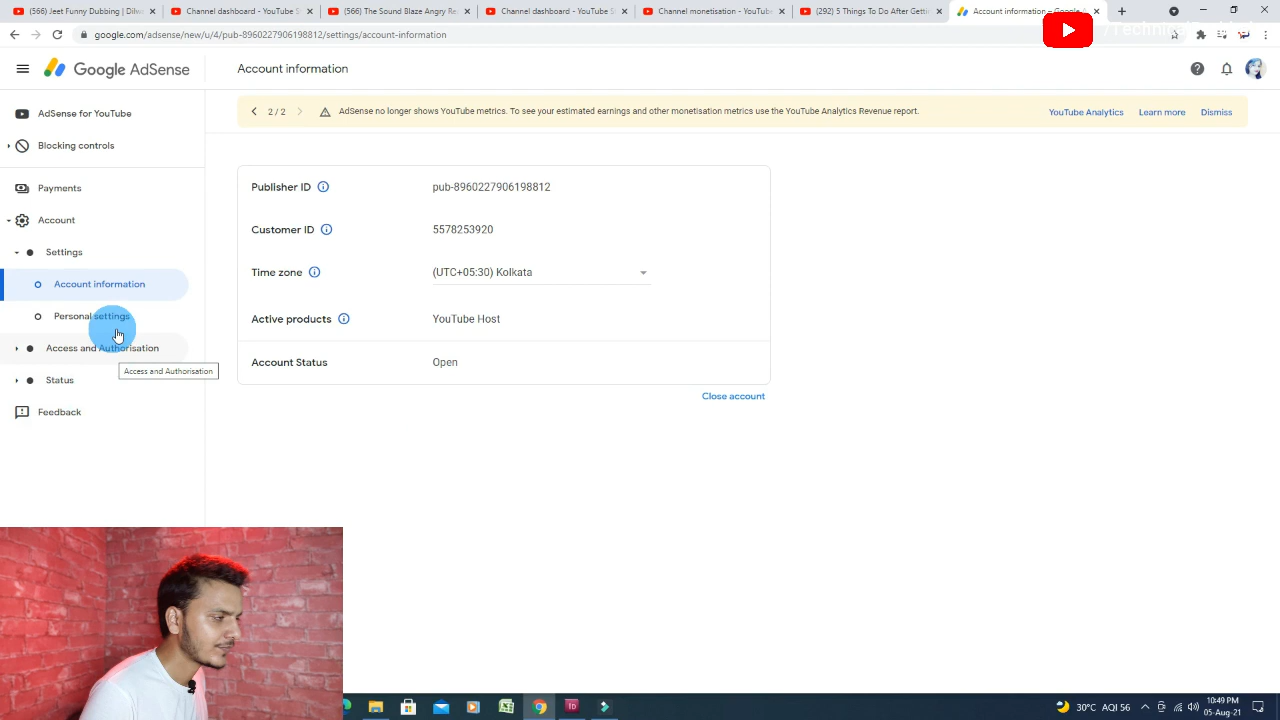 (566) Jeet Funny Dubbing | Dilw
Channel dashboard - YouTube S
(566) The Sound Blaze Angry Re
Channel dashboard - YouTube S
Channel monetisation - YouTube
(292) 5 Things To Do After Getti
Account information - Google A
google.com/adsense/new/u/4/pub-8960227906198812/
Google AdSense
Account information
AdSense for YouTube
2 / 2
AdSense no longer shows YouTube metrics. To see your estimated earnings and other monetisation metrics use the YouTube Analytics Revenue report.
YouTube Analytics
Learn more
Dismiss
Blocking controls
Payments
Account
Settings
Account information
Personal settings
Access and Authorisation
Access and Authorisation
Status
Feedback
Publisher ID
pub-8960227906198812
Customer ID
5578253920
Time zone
(UTC+05:30) Kolkata
Active products
YouTube Host
Account Status
Open
Close account
30°C AQI 56
10:49 PM
05-Aug-21